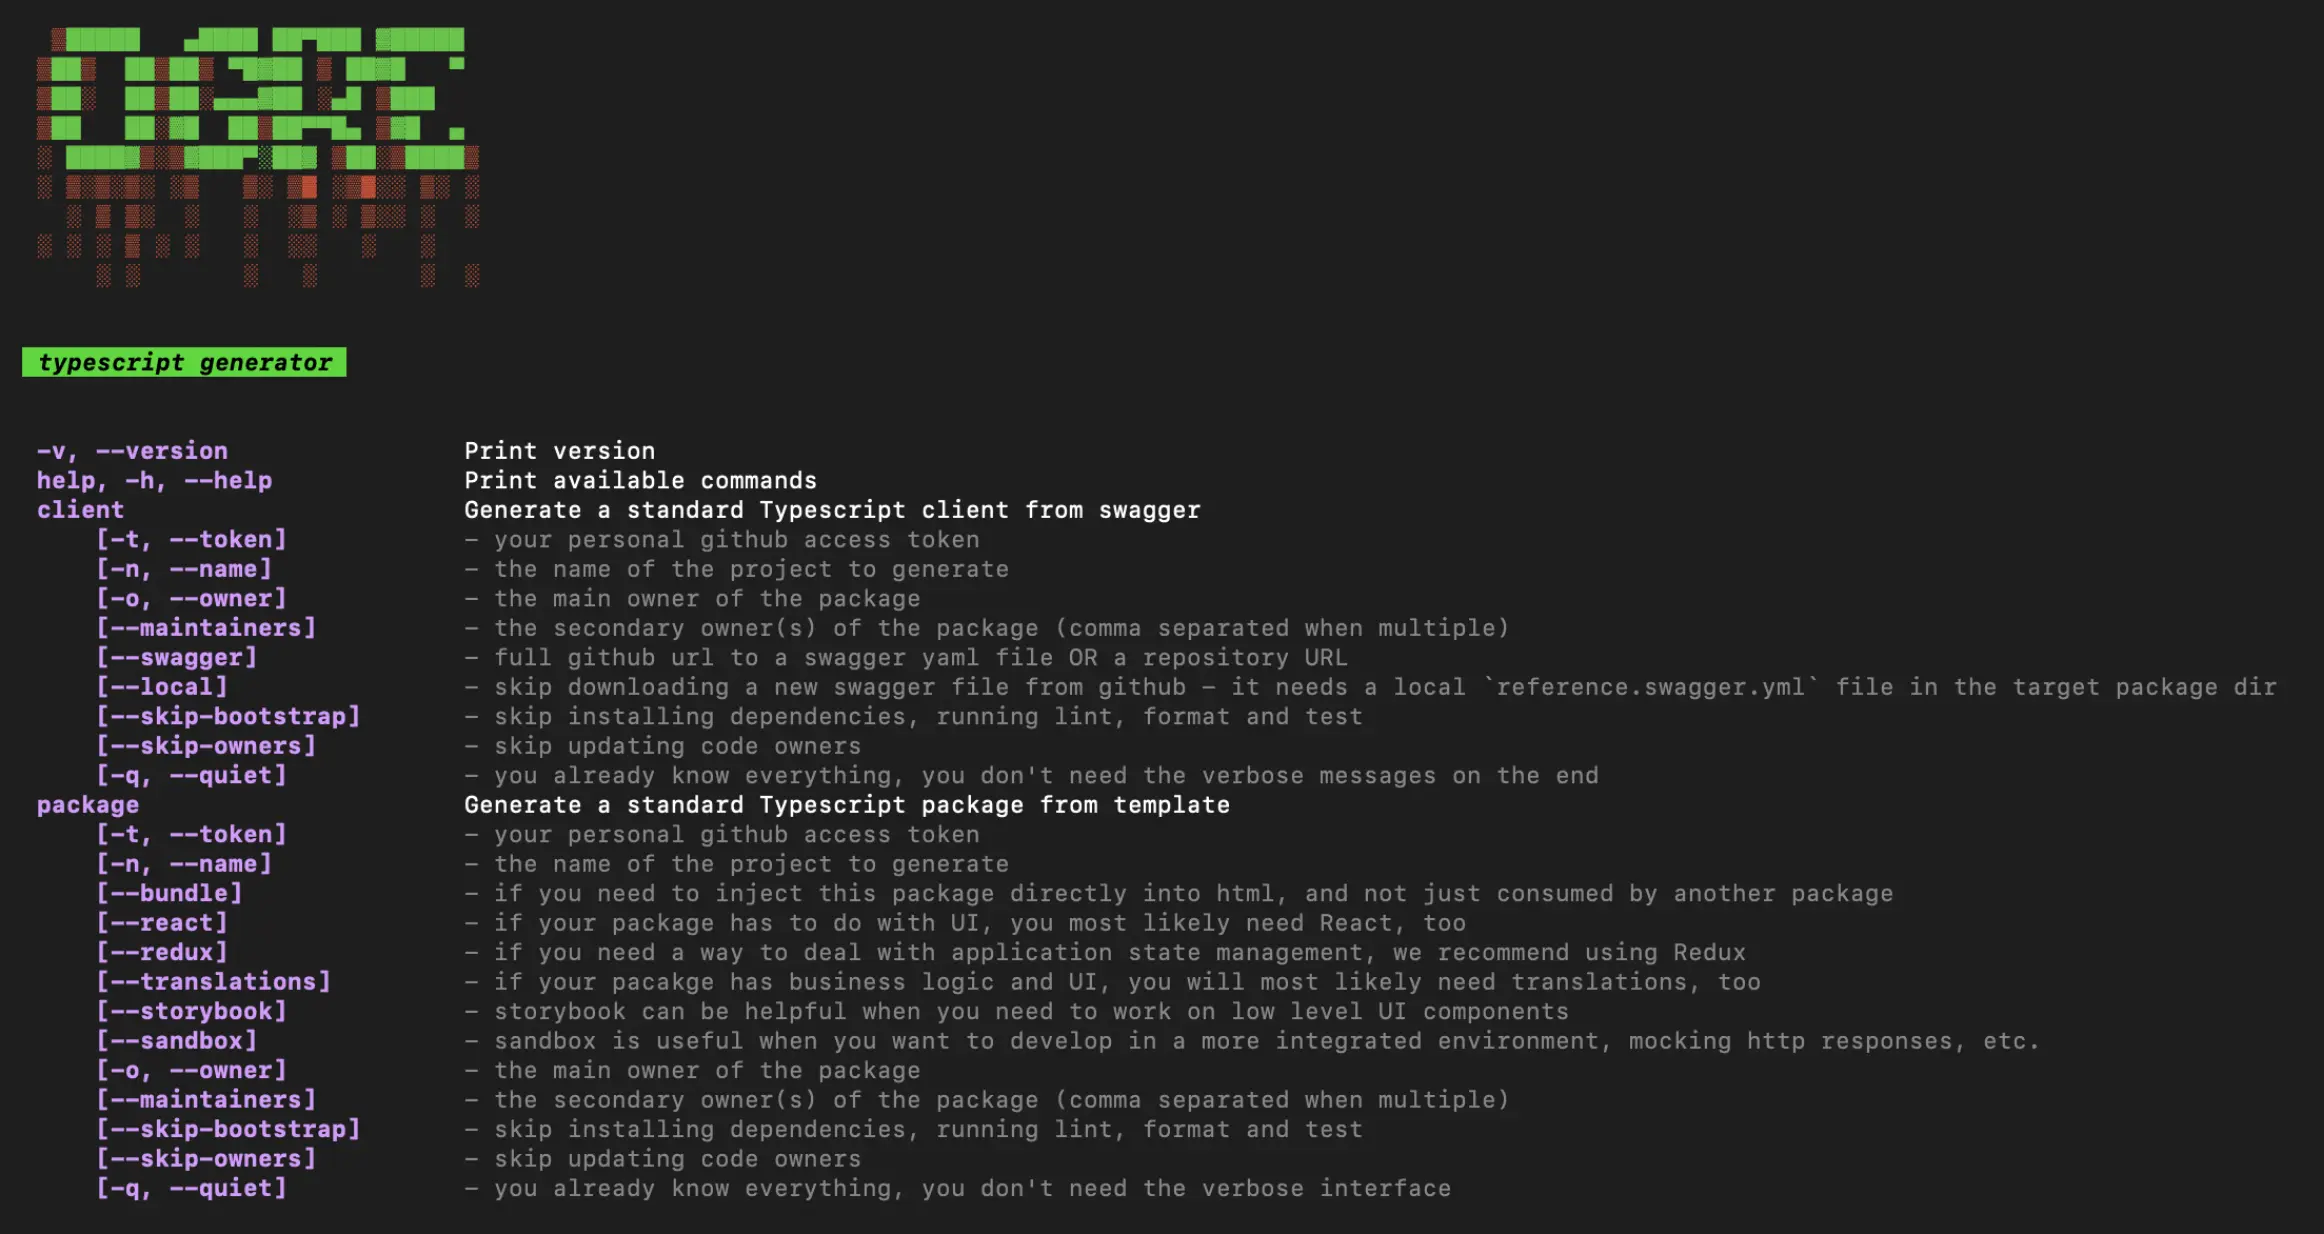 typescript generator
-v, --version Print version
help, -h, --help Print available commands
client Generate a standard Typescript client from swagger
[-t, --token] - your personal github access token
[-n, --name] - the name of the project to generate
[-o, --owner] - the main owner of the package
[--maintainers] - the secondary owner(s) of the package (comma separated when multiple)
[--swagger] - full github url to a swagger yaml file OR a repository URL
[--local] - skip downloading a new swagger file from github - it needs a local `reference.swagger.yml` file in the target package dir
[--skip-bootstrap] - skip installing dependencies, running lint, format and test
[--skip-owners] - skip updating code owners
[-q, --quiet] - you already know everything, you don't need the verbose messages on the end
package Generate a standard Typescript package from template
[-t, --token] - your personal github access token
[-n, --name] - the name of the project to generate
[--bundle] - if you need to inject this package directly into html, and not just consumed by another package
[--react] - if your package has to do with UI, you most likely need React, too
[--redux] - if you need a way to deal with application state management, we recommend using Redux
[--translations] - if your pacakge has business logic and UI, you will most likely need translations, too
[--storybook] - storybook can be helpful when you need to work on low level UI components
[--sandbox] - sandbox is useful when you want to develop in a more integrated environment, mocking http responses, etc.
[-o, --owner] - the main owner of the package
[--maintainers] - the secondary owner(s) of the package (comma separated when multiple)
[--skip-bootstrap] - skip installing dependencies, running lint, format and test
[--skip-owners] - skip updating code owners
[-q, --quiet] - you already know everything, you don't need the verbose interface